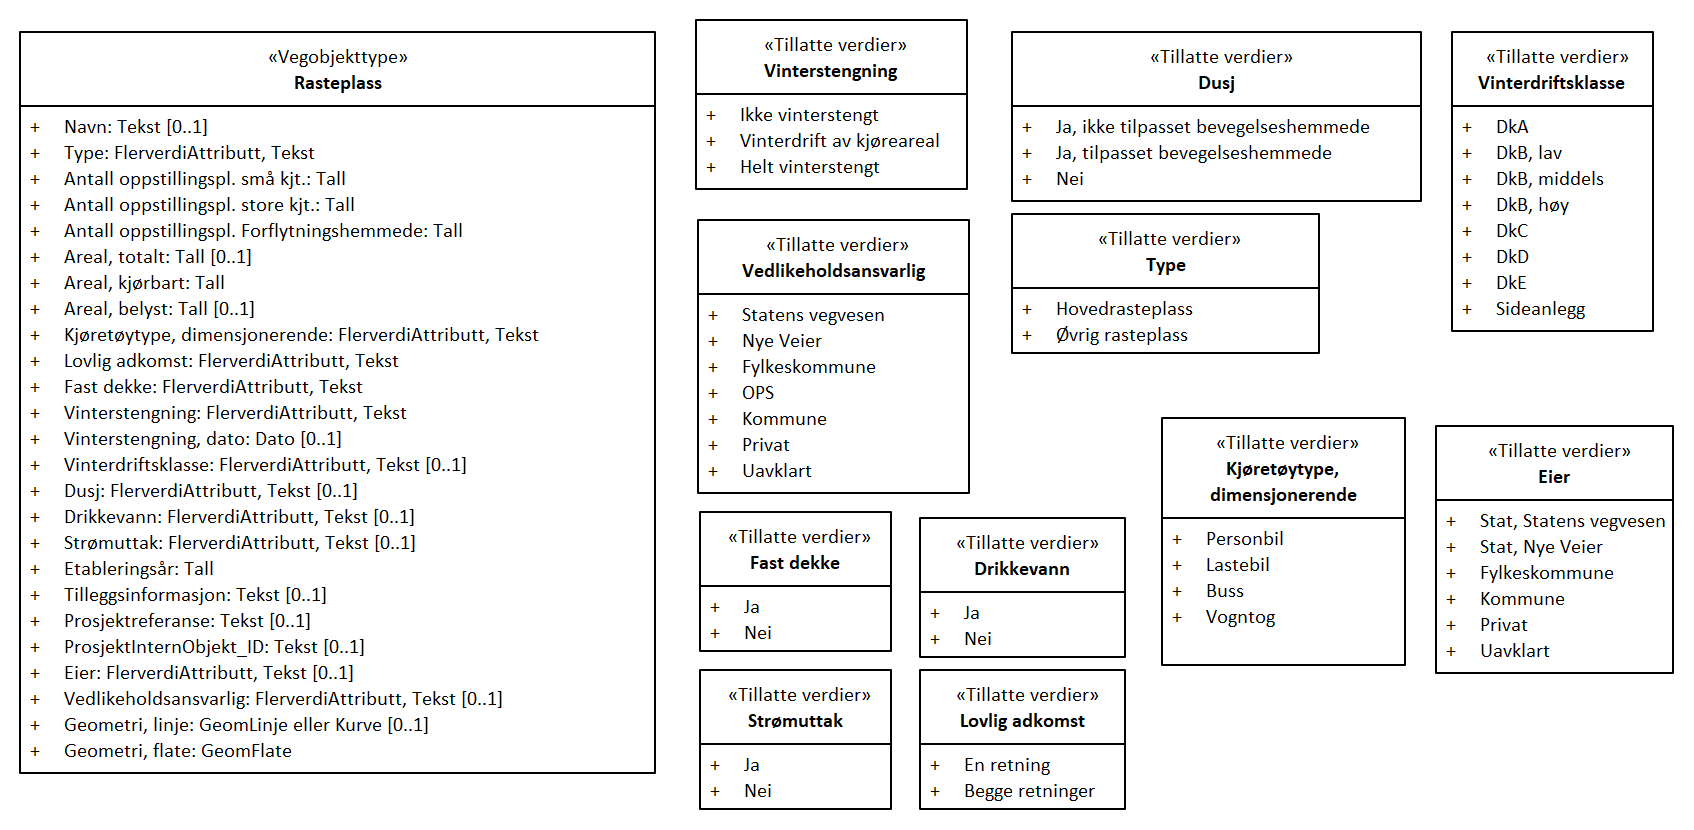 «Vegobjekttype»
Rasteplass
+ Navn: Tekst [0..1]
+ Type: FlerverdiAttributt, Tekst
+ Antall oppstillingspl. små kjt.: Tall
+ Antall oppstillingspl. store kjt.: Tall
+ Antall oppstillingspl. Forflytningshemmede: Tall
+ Areal, totalt: Tall [0..1]
+ Areal, kjørbart: Tall
+ Areal, belyst: Tall [0..1]
+ Kjøretøytype, dimensjonerende: FlerverdiAttributt, Tekst
+ Lovlig adkomst: FlerverdiAttributt, Tekst
+ Fast dekke: FlerverdiAttributt, Tekst
+ Vinterstengning: FlerverdiAttributt, Tekst
+ Vinterstengning, dato: Dato [0..1]
+ Vinterdriftsklasse: FlerverdiAttributt, Tekst [0..1]
+ Dusj: FlerverdiAttributt, Tekst [0..1]
+ Drikkevann: FlerverdiAttributt, Tekst [0..1]
+ Strømuttak: FlerverdiAttributt, Tekst [0..1]
+ Etableringsår: Tall
+ Tilleggsinformasjon: Tekst [0..1]
+ Prosjektreferanse: Tekst [0..1]
+ ProsjektInternObjekt_ID: Tekst [0..1]
+ Eier: FlerverdiAttributt, Tekst [0..1]
+ Vedlikeholdsansvarlig: FlerverdiAttributt, Tekst [0..1]
+ Geometri, linje: GeomLinje eller Kurve [0..1]
+ Geometri, flate: GeomFlate
«Tillatte verdier»
Vinterstengning
+ Ikke vinterstengt
+ Vinterdrift av kjøreareal
+ Helt vinterstengt
«Tillatte verdier»
Dusj
+ Ja, ikke tilpasset bevegelseshemmede
+ Ja, tilpasset bevegelseshemmede
+ Nei
«Tillatte verdier»
Vinterdriftsklasse
+ DkA
+ DkB, lav
+ DkB, middels
+ DkB, høy
+ DkC
+ DkD
+ DkE
+ Sideanlegg
«Tillatte verdier»
Vedlikeholdsansvarlig
+ Statens vegvesen
+ Nye Veier
+ Fylkeskommune
+ OPS
+ Kommune
+ Privat
+ Uavklart
«Tillatte verdier»
Type
+ Hovedrasteplass
+ Øvrig rasteplass
«Tillatte verdier»
Kjøretøytype,
dimensjonerende
+ Personbil
+ Lastebil
+ Buss
+ Vogntog
«Tillatte verdier»
Eier
+ Stat, Statens vegvesen
+ Stat, Nye Veier
+ Fylkeskommune
+ Kommune
+ Privat
+ Uavklart
«Tillatte verdier»
Fast dekke
+ Ja
+ Nei
«Tillatte verdier»
Drikkevann
+ Ja
+ Nei
«Tillatte verdier»
Strømuttak
+ Ja
+ Nei
«Tillatte verdier»
Lovlig adkomst
+ En retning
+ Begge retninger